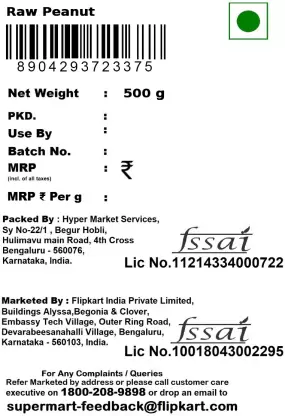 Raw Peanut
8904293723375
Net Weight : 500 g
PKD. :
Use By :
Batch No. :
MRP : ₹
(incl. of all taxes)
MRP ₹ Per g :
Packed By : Hyper Market Services,
Sy No-22/1 , Begur Hobli,
Hulimavu main Road, 4th Cross
Bengaluru - 560076,
Karnataka, India.
fssai
Lic No.11214334000722
Marketed By : Flipkart India Private Limited,
Buildings Alyssa,Begonia & Clover,
Embassy Tech Village, Outer Ring Road,
Devarabeesanahalli Village, Bengaluru,
Karnataka - 560103, India.
fssai
Lic No.10018043002295
For Any Complaints / Queries
Refer Marketed by address or please call customer care
executive on 1800-208-9898 or drop an email to
supermart-feedback@flipkart.com